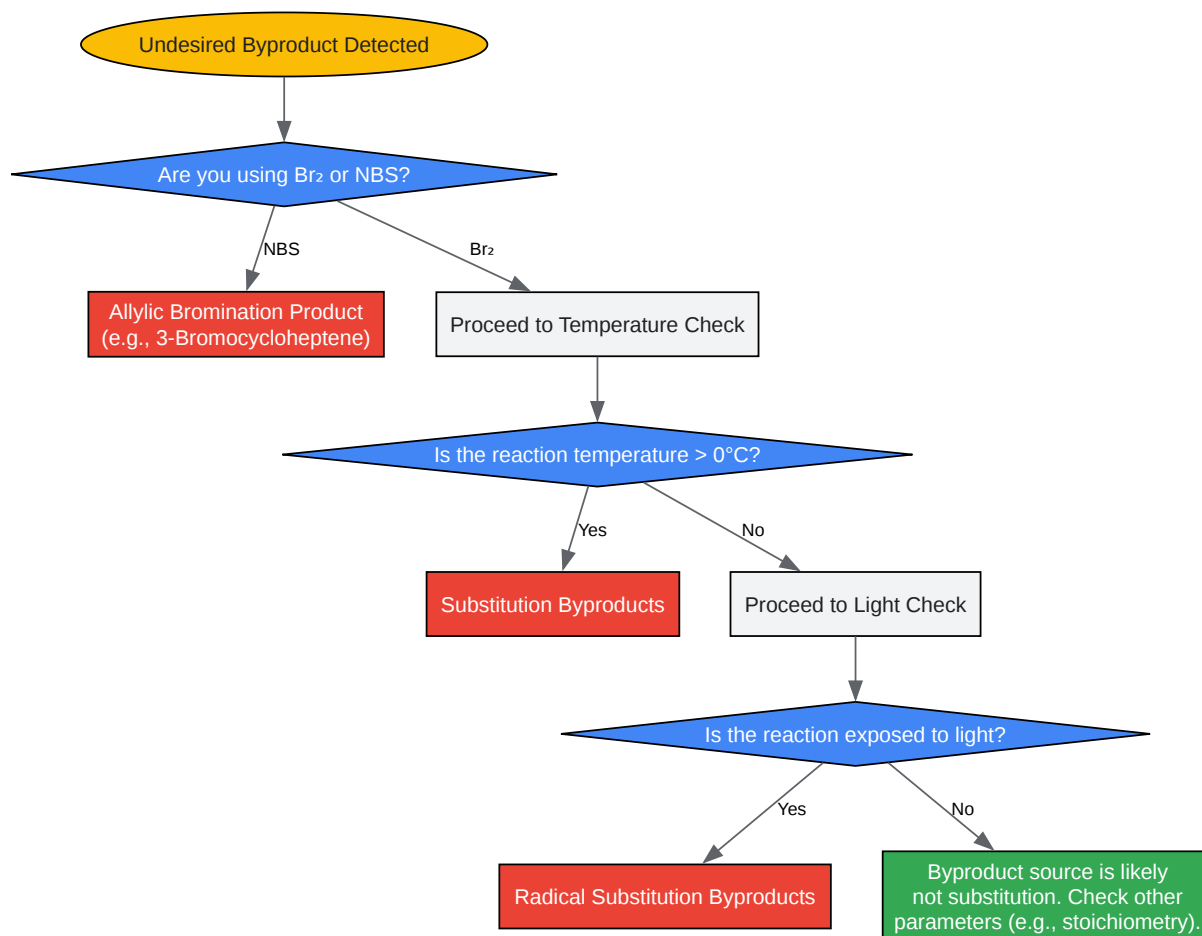 Undesired Byproduct Detected
Are you using Br₂ or NBS?
NBS
Br₂
Allylic Bromination Product
(e.g., 3-Bromocycloheptene)
Proceed to Temperature Check
Is the reaction temperature > 0°C?
Yes
No
Substitution Byproducts
Proceed to Light Check
Is the reaction exposed to light?
Yes
No
Radical Substitution Byproducts
Byproduct source is likely
not substitution. Check other
parameters (e.g., stoichiometry).